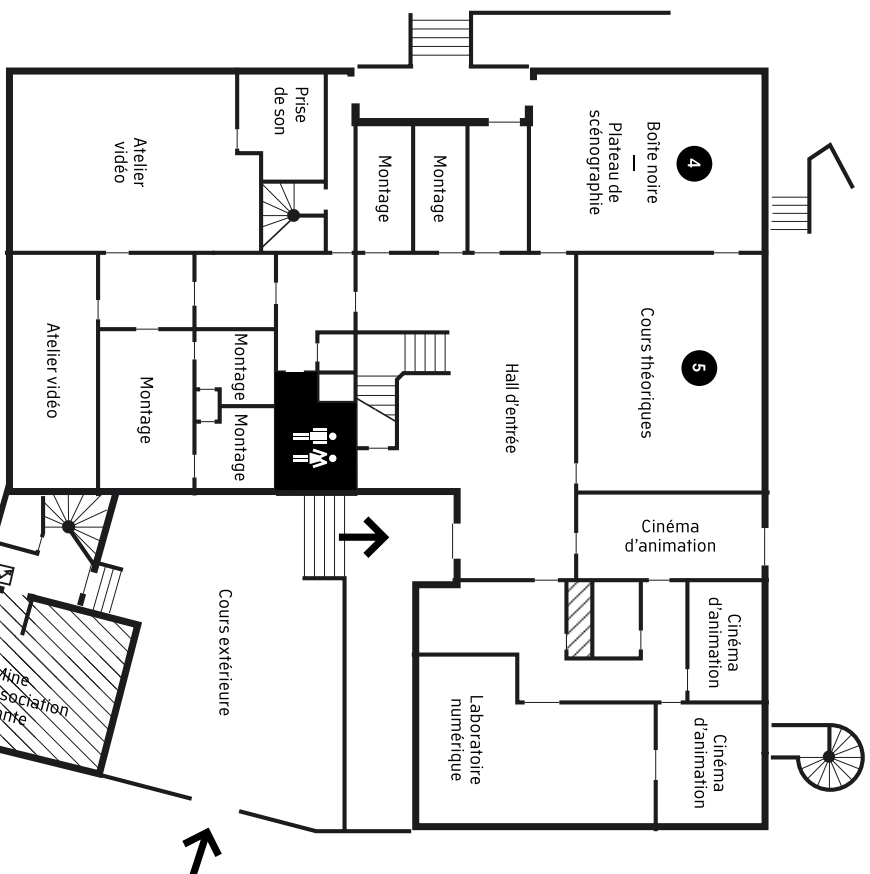 Prise
de son
Atelier
vidéo
Montage
Montage
Boîte noire
—
Plateau de
scénographie
4
Atelier vidéo
Montage
Montage
Montage
Hall d'entrée
Cours théoriques
5
Cinéma
d'animation
Cours extérieure
Cinéma
d'animation
Laboratoire
numérique
Cinéma
d'animation